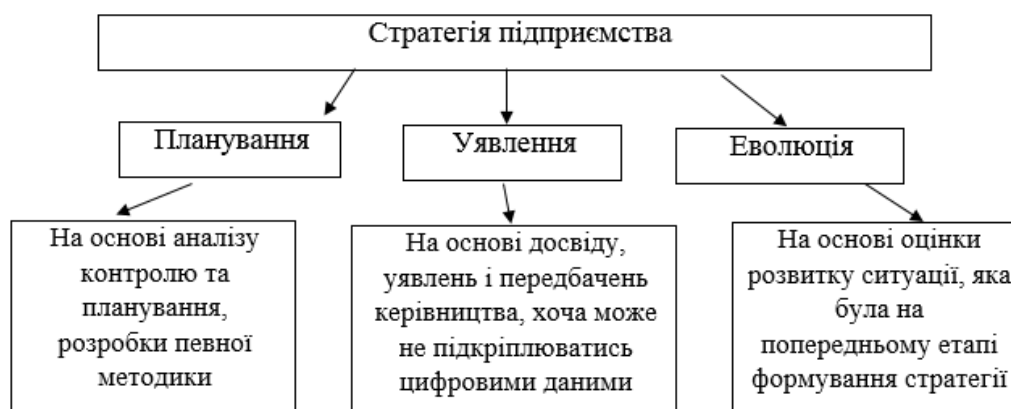 Стратегія підприємства
Планування
Уявлення
Еволюція
На основі аналізу
контролю та
планування,
розробки певної
методики
На основі досвіду,
уявлень і передбачень
керівництва, хоча може
не підкріплюватись
цифровими даними
На основі оцінки
розвитку ситуації, яка
була на
попередньому етапі
формування стратегії